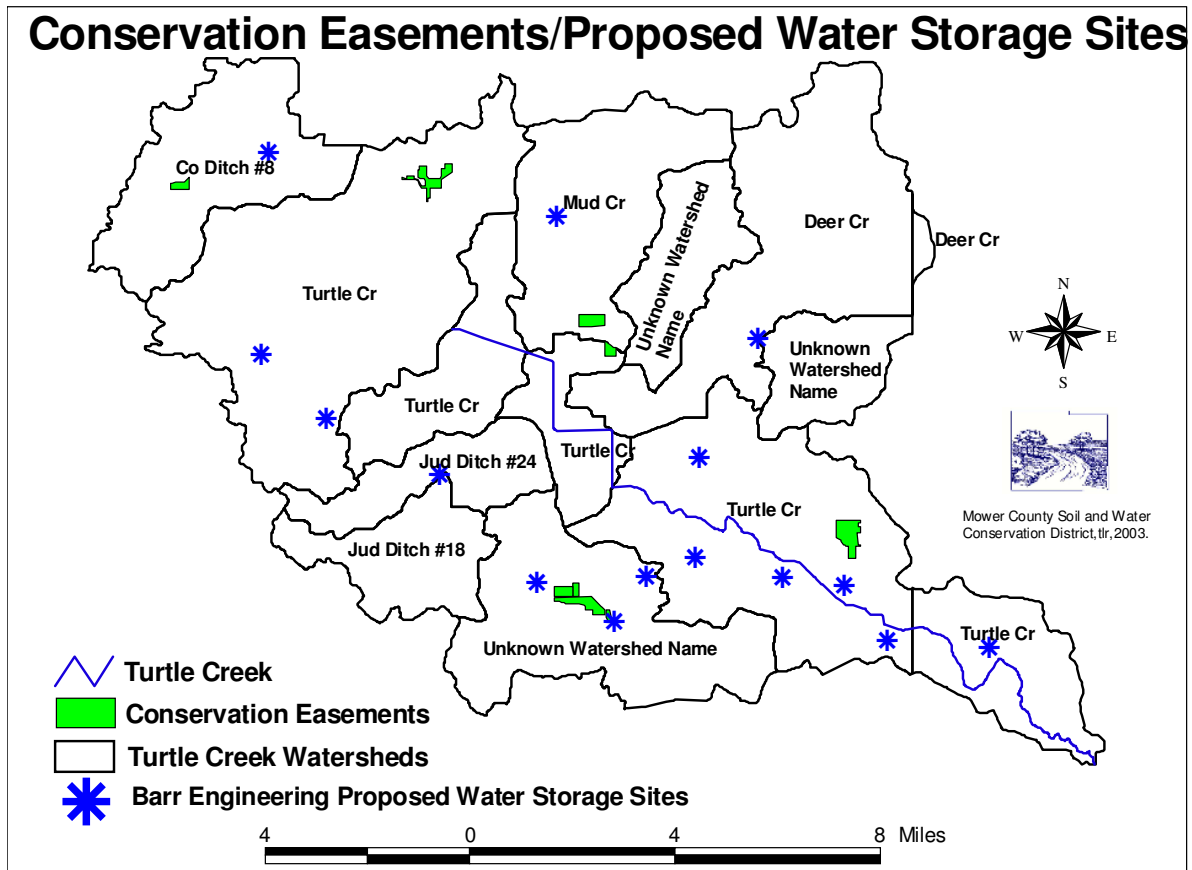 Conservation Easements/Proposed Water Storage Sites
Co Ditch #8
Mud Cr
Unknown Watershed
Name
Deer Cr
Deer Cr
Turtle Cr
N
W
E
S
Unknown
Watershed
Name
Turtle Cr
Turtle Cr
Jud Ditch #24
Turtle Cr
Jud Ditch #18
Mower County Soil and Water
Conservation District,tlr,2003.
Unknown Watershed Name
Turtle Cr
Turtle Creek
Conservation Easements
Turtle Creek Watersheds
Barr Engineering Proposed Water Storage Sites
4
0
4
8
Miles